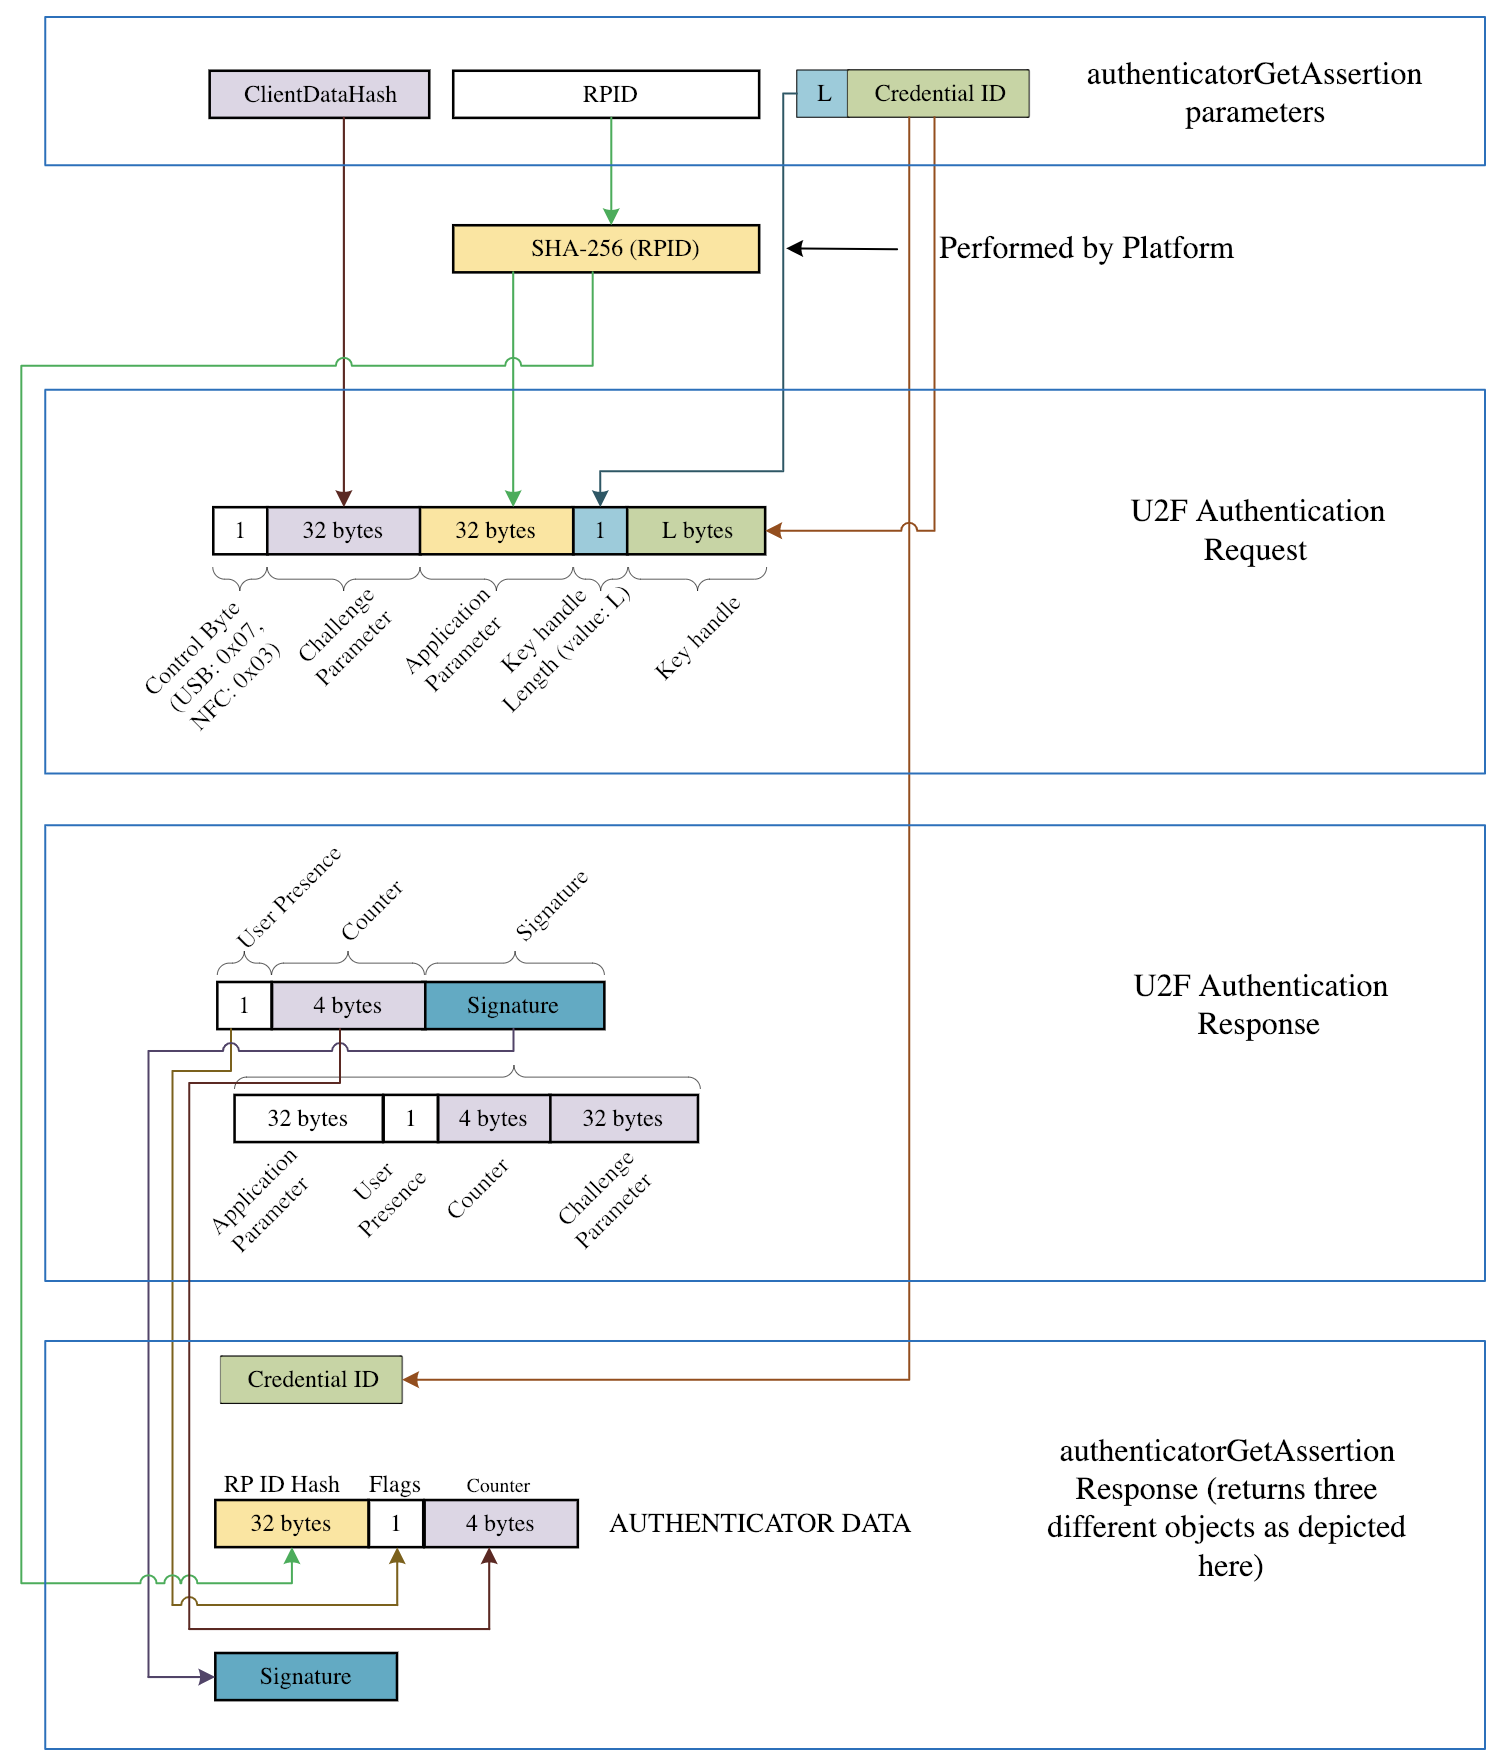 ClientDataHash
RPID
L
Credential ID
authenticatorGetAssertion
parameters
SHA-256 (RPID)
Performed by Platform
1
32 bytes
32 bytes
1
L bytes
U2F Authentication
Request
Control Byte
(USB: 0x07,
NFC: 0x03)
Challenge
Parameter
Application
Parameter
Key handle
Length (value: L)
Key handle
User Presence
Counter
Signature
1
4 bytes
Signature
U2F Authentication
Response
32 bytes
1
4 bytes
32 bytes
Application
Parameter
User
Presence
Counter
Challenge
Parameter
Credential ID
RP ID Hash
Flags
Counter
32 bytes
1
4 bytes
AUTHENTICATOR DATA
authenticatorGetAssertion
Response (returns three
different objects as depicted
here)
Signature